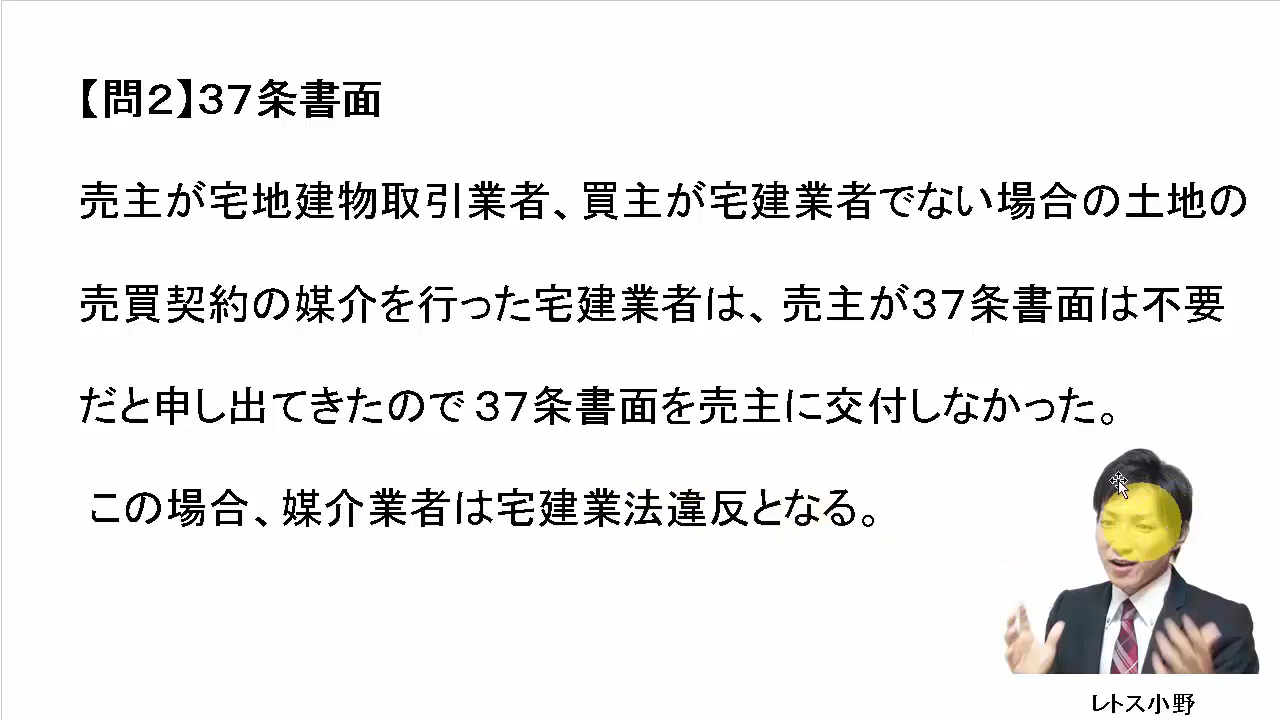 【問２】３７条書面
売主が宅地建物取引業者、買主が宅建業者でない場合の土地の
売買契約の媒介を行った宅建業者は、売主が３７条書面は不要
だと申し出てきたので３７条書面を売主に交付しなかった。
この場合、媒介業者は宅建業法違反となる。
レトス小野